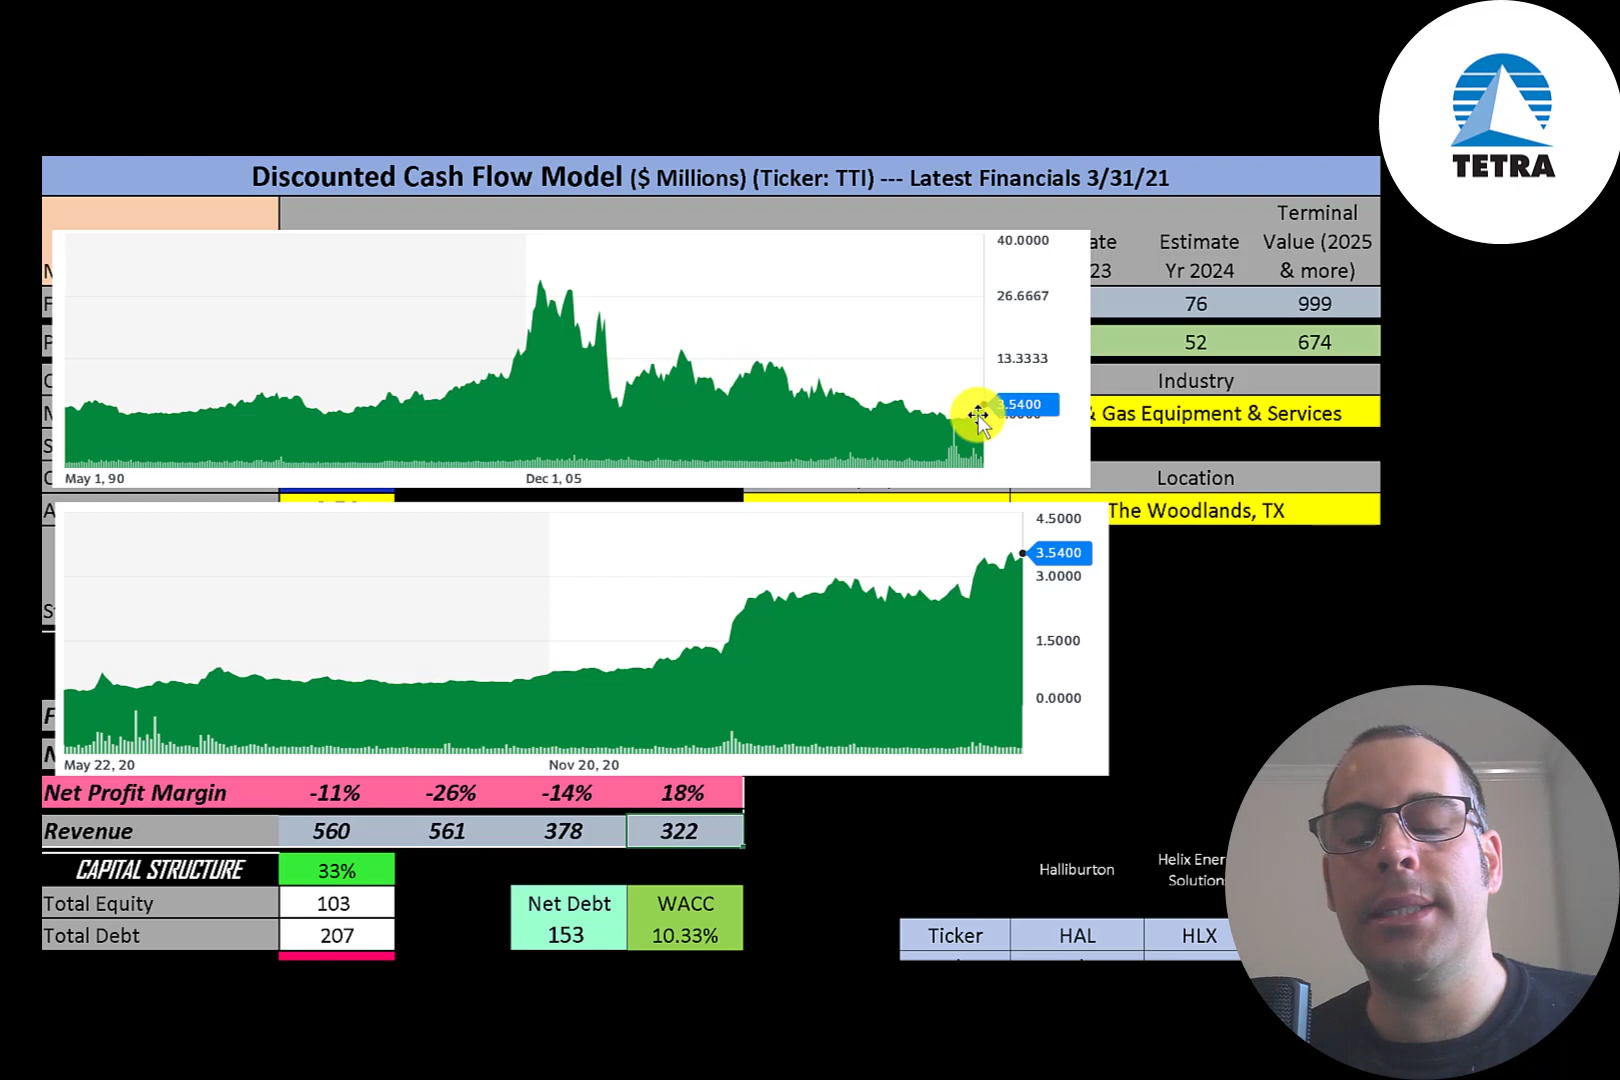 TETRA
Discounted Cash Flow Model ($ Millions) (Ticker: TTI) --- Latest Financials 3/31/21
Terminal
Estimate Value (2025
Yr 2024 & more)
76 999
52 674
40.0000
26.6667
13.3333
3.5400
May 1, 90 Dec 1, 05
Industry
& Gas Equipment & Services
Location
The Woodlands, TX
4.5000
3.5400
3.0000
1.5000
0.0000
May 22, 20 Nov 20, 20
Net Profit Margin -11% -26% -14% 18%
Revenue 560 561 378 322
CAPITAL STRUCTURE 33%
Total Equity 103 Net Debt WACC
Total Debt 207 153 10.33%
Halliburton Helix
Ticker HAL HLX